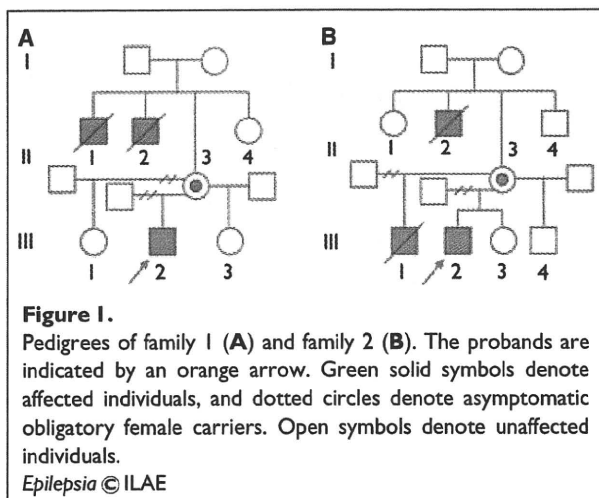 A B
I I
1 2 3 4 1 2 3 4
II II
III III
1 2 3 1 2 3 4
Figure 1.
Pedigrees of family 1 (A) and family 2 (B). The probands are
indicated by an orange arrow. Green solid symbols denote
affected individuals, and dotted circles denote asymptomatic
obligatory female carriers. Open symbols denote unaffected
individuals.
Epilepsia © ILAE